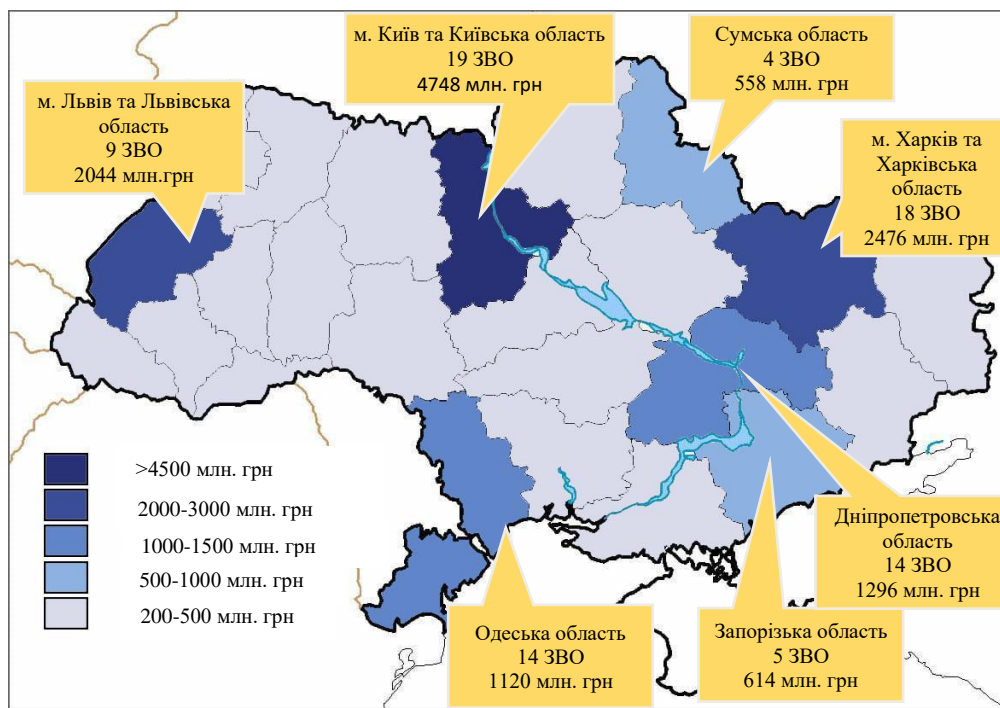 м. Київ та Київська область
19 ЗВО
4748 млн. грн
Сумська область
4 ЗВО
558 млн. грн
м. Львів та Львівська
область
9 ЗВО
2044 млн.грн
м. Харків та
Харківська
область
18 ЗВО
2476 млн. грн
>4500 млн. грн
2000-3000 млн. грн
1000-1500 млн. грн
500-1000 млн. грн
200-500 млн. грн
Дніпропетровська
область
14 ЗВО
1296 млн. грн
Одеська область
14 ЗВО
1120 млн. грн
Запорізька область
5 ЗВО
614 млн. грн